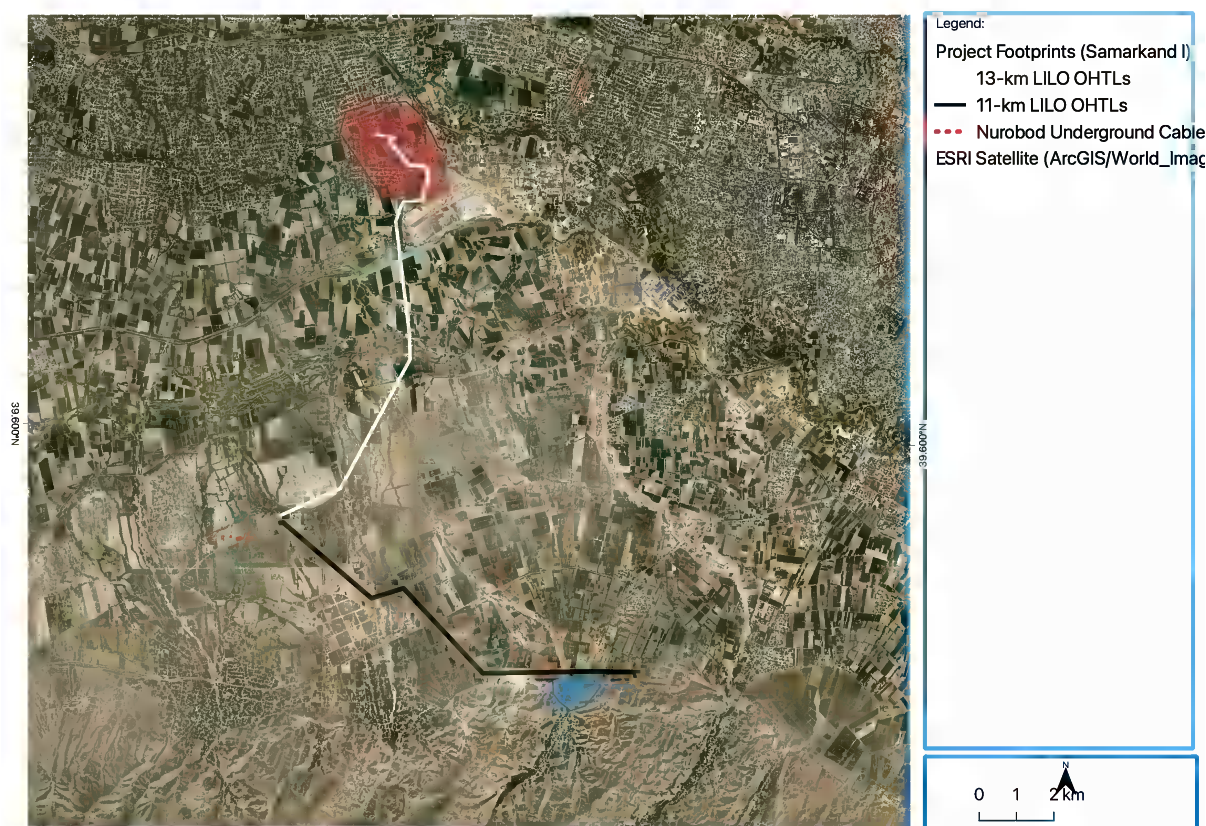 Legend:
Project Footprints (Samarkand I)
13-km LILO OHTLs
11-km LILO OHTLs
Nurobod Underground Cable
ESRI Satellite (ArcGIS/World_Imag
39.600°N
39.600°N
N
0 1 2 km